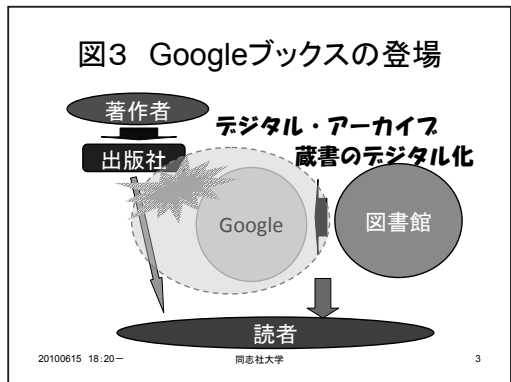 図3 Googleブックスの登場
著作者
デジタル・アーカイブ
出版社
蔵書のデジタル化
Google
図書館
読者
20100615 18:20－
同志社大学
3